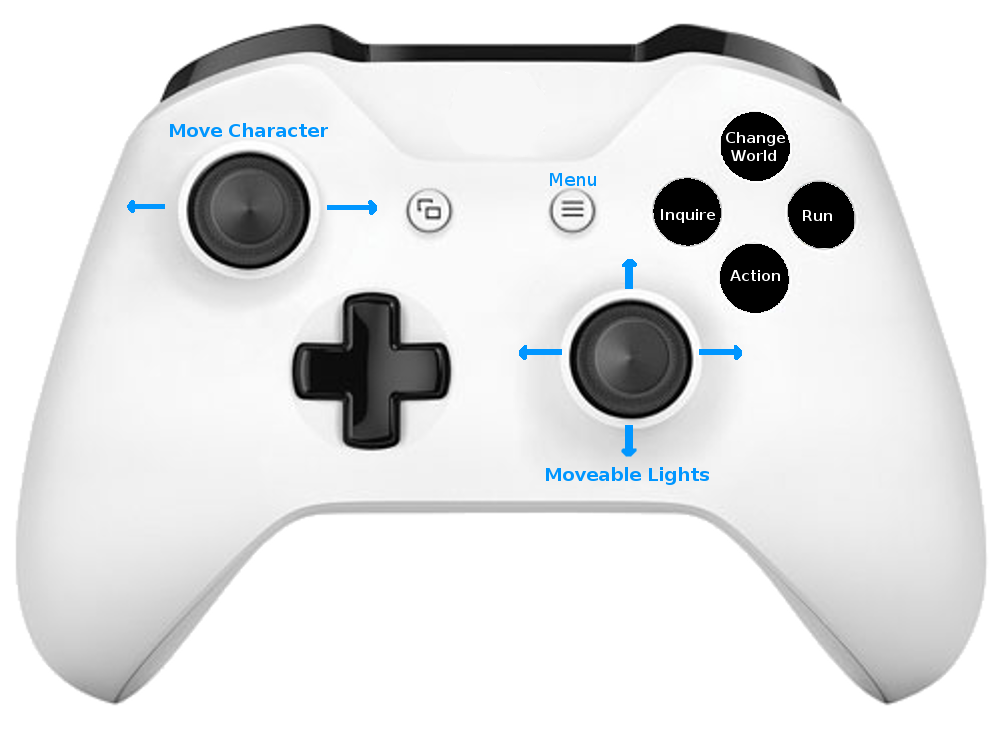 Move Character
Menu
Change
World
Inquire
Run
Action
Moveable Lights